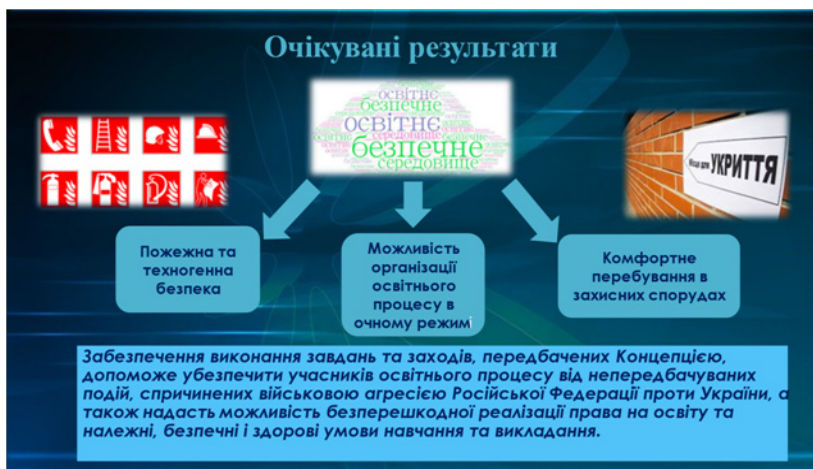 Очікувані результати
освітнє
безпечне
освітнє
середовище
безпечне
середовище
Місце для УКРИТТЯ
Пожежна та
техногенна
безпека
Можливість
організації
освітнього
процесу в
очному режимі
Комфортне
перебування в
захисних спорудах
Забезпечення виконання завдань та заходів, передбачених Концепцією,
допоможе убезпечити учасників освітнього процесу від непередбачуваних
подій, спричинених військовою агресією Російської Федерації проти України, а
також надасть можливість безперешкодної реалізації права на освіту та
належні, безпечні і здорові умови навчання та викладання.